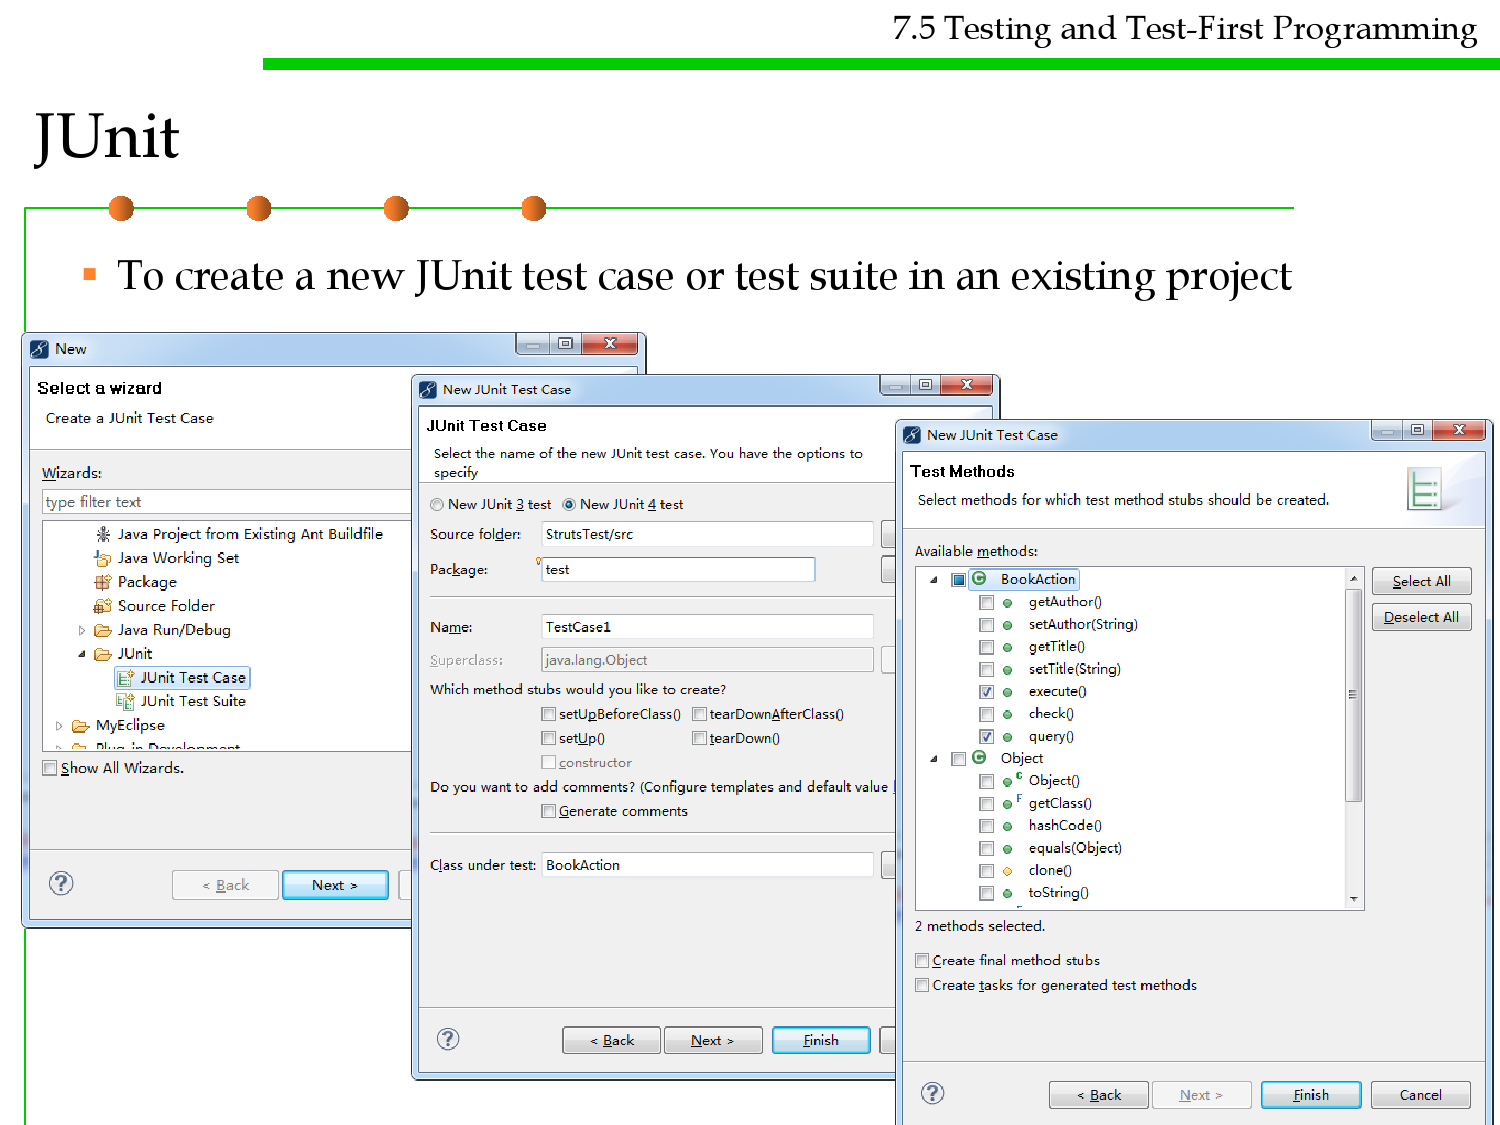 7.5 Testing and Test-First Programming
JUnit
To create a new JUnit test case or test suite in an existing project
New
Select a wizard
Create a JUnit Test Case
Wizards:
type filter text
Java Project from Existing Ant Buildfile
Java Working Set
Package
Source Folder
Java Run/Debug
JUnit
JUnit Test Case
JUnit Test Suite
MyEclipse
Plug-in Development
Show All Wizards.
< Back
Next >
New JUnit Test Case
JUnit Test Case
Select the name of the new JUnit test case. You have the options to
specify
New JUnit 3 test New JUnit 4 test
Source folder: StrutsTest/src
Package: test
Name: TestCase1
Superclass: java.lang.Object
Which method stubs would you like to create?
setUpBeforeClass() tearDownAfterClass()
setUp() tearDown()
constructor
Do you want to add comments? (Configure templates and default value
Generate comments
Class under test: BookAction
< Back Next > Finish
New JUnit Test Case
Test Methods
Select methods for which test method stubs should be created.
Available methods:
BookAction
getAuthor()
setAuthor(String)
getTitle()
setTitle(String)
execute()
check()
query()
Object
Object()
getClass()
hashCode()
equals(Object)
clone()
toString()
Select All
Deselect All
2 methods selected.
Create final method stubs
Create tasks for generated test methods
< Back Next > Finish Cancel